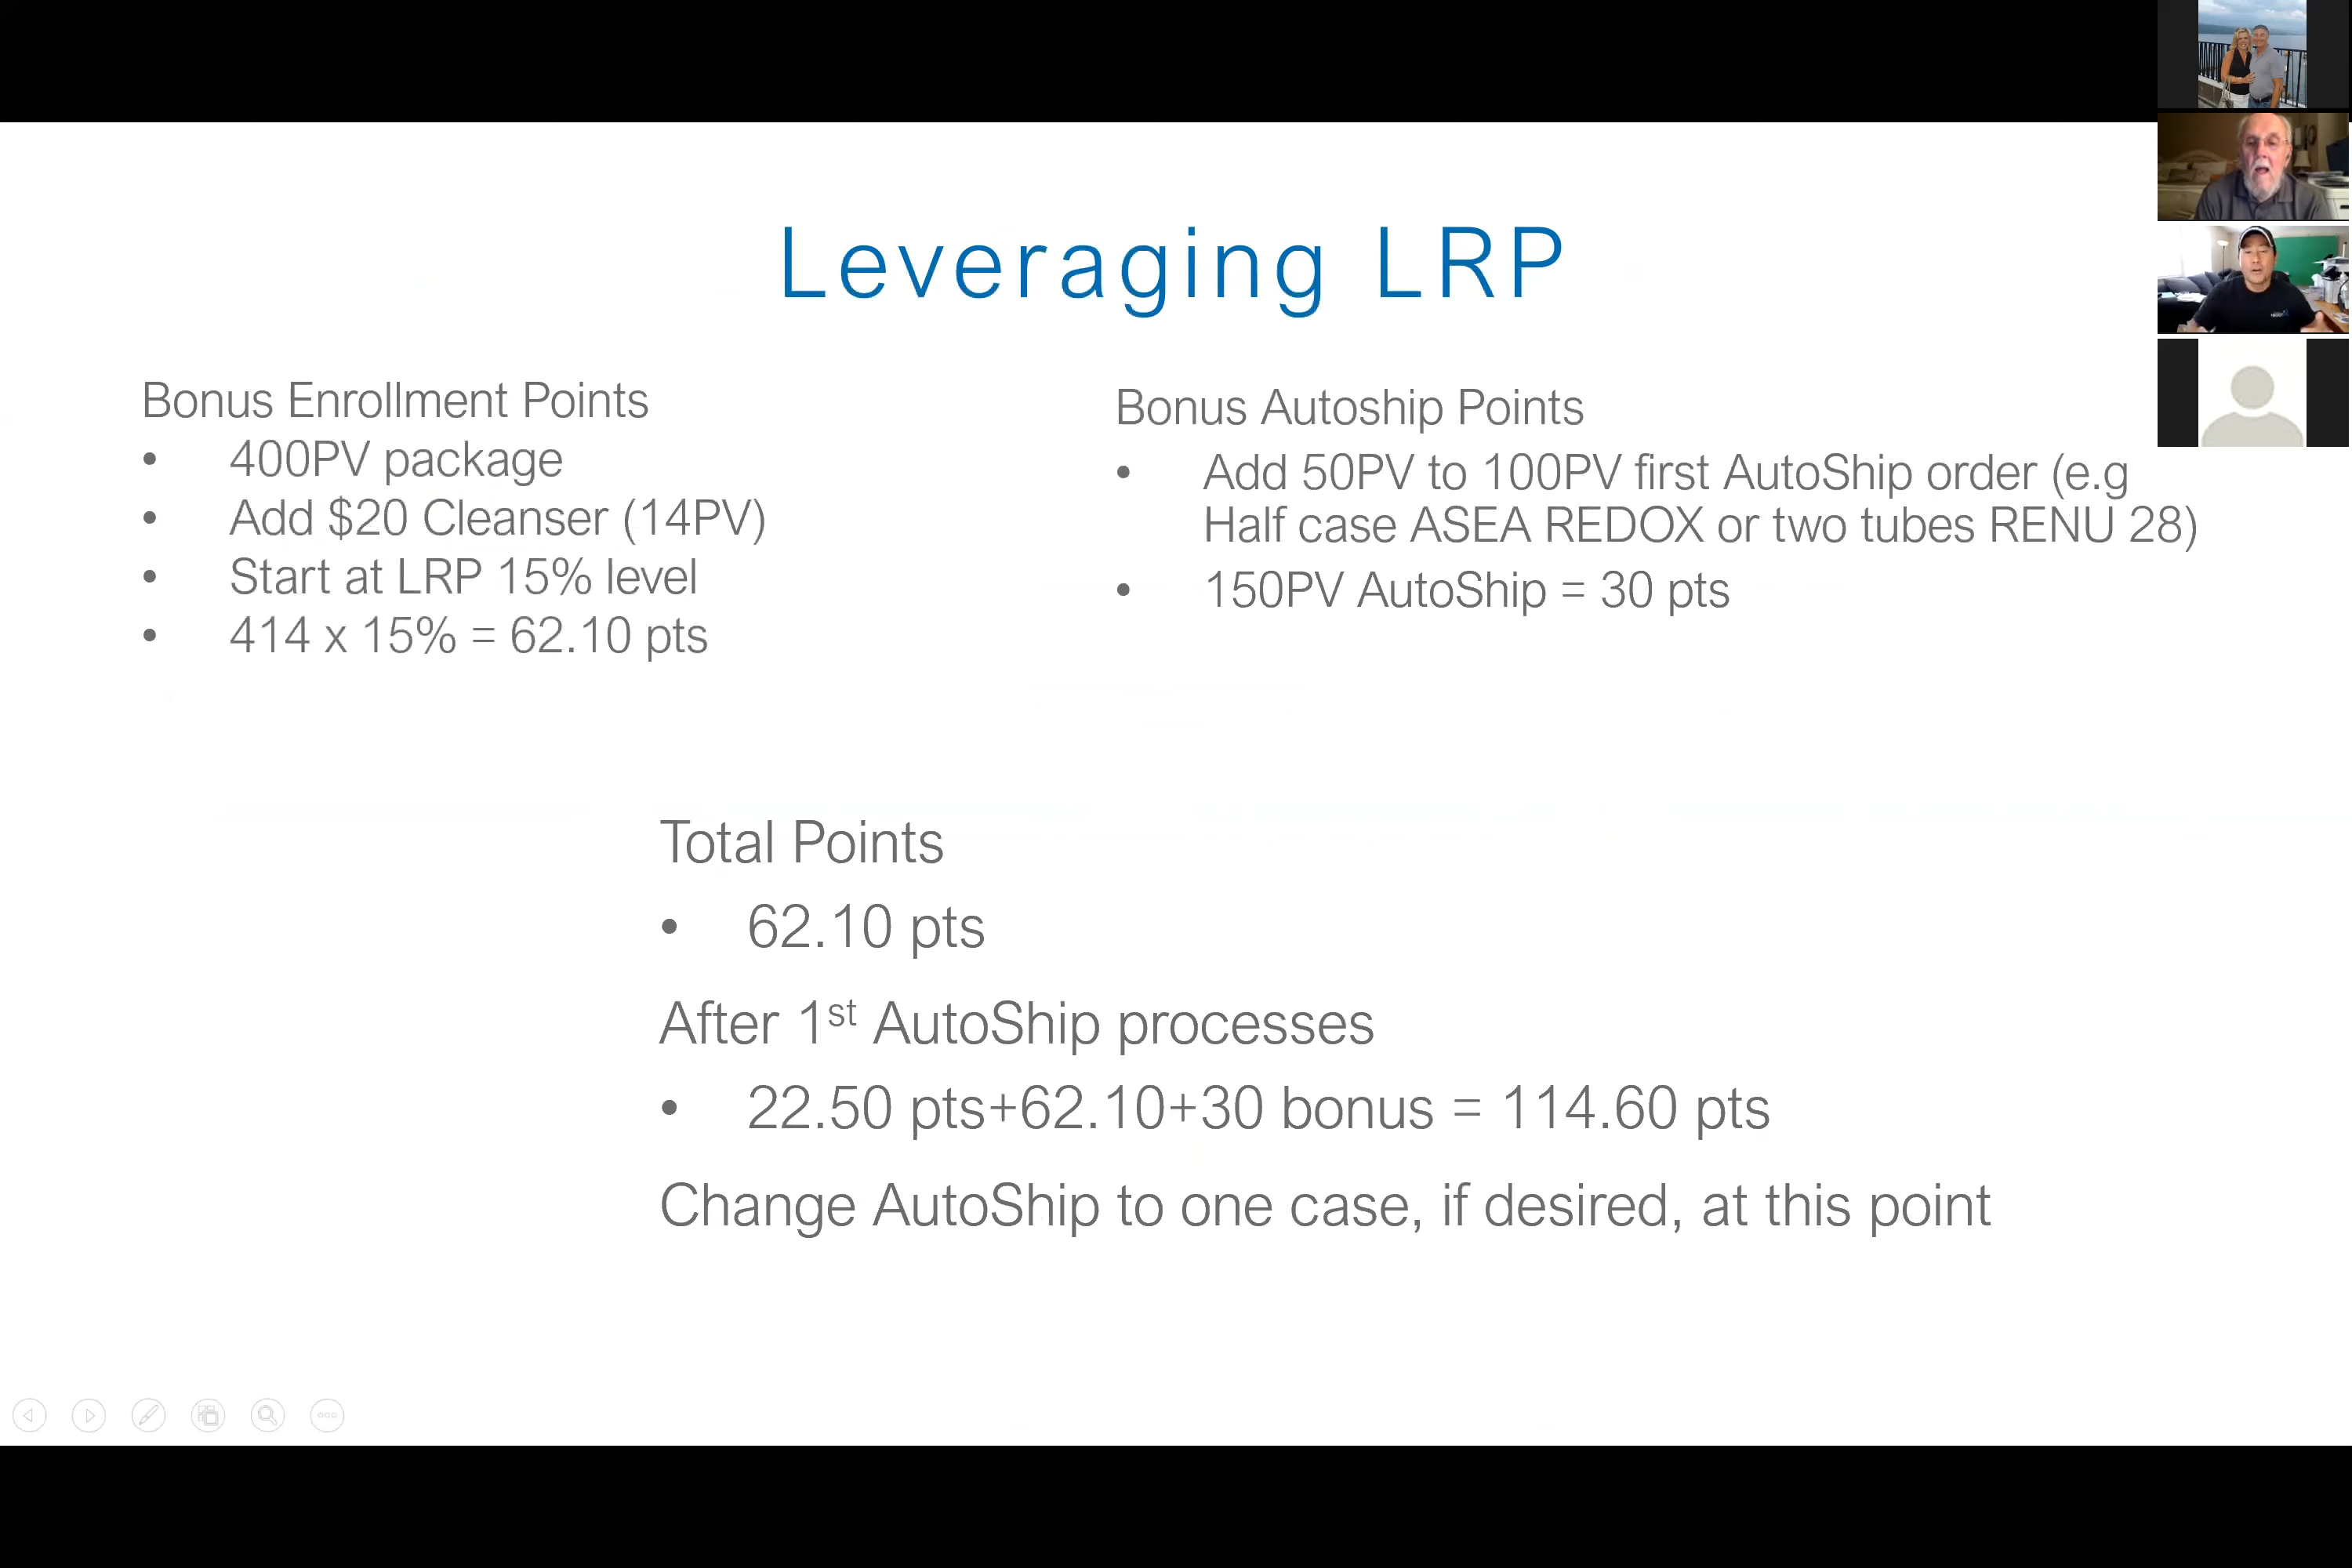 Leveraging LRP
Bonus Enrollment Points
• 400PV package
• Add $20 Cleanser (14PV)
• Start at LRP 15% level
• 414 x 15% = 62.10 pts
Bonus Autoship Points
• Add 50PV to 100PV first AutoShip order (e.g
Half case ASEA REDOX or two tubes RENU 28)
• 150PV AutoShip = 30 pts
Total Points
• 62.10 pts
After 1st AutoShip processes
• 22.50 pts+62.10+30 bonus = 114.60 pts
Change AutoShip to one case, if desired, at this point